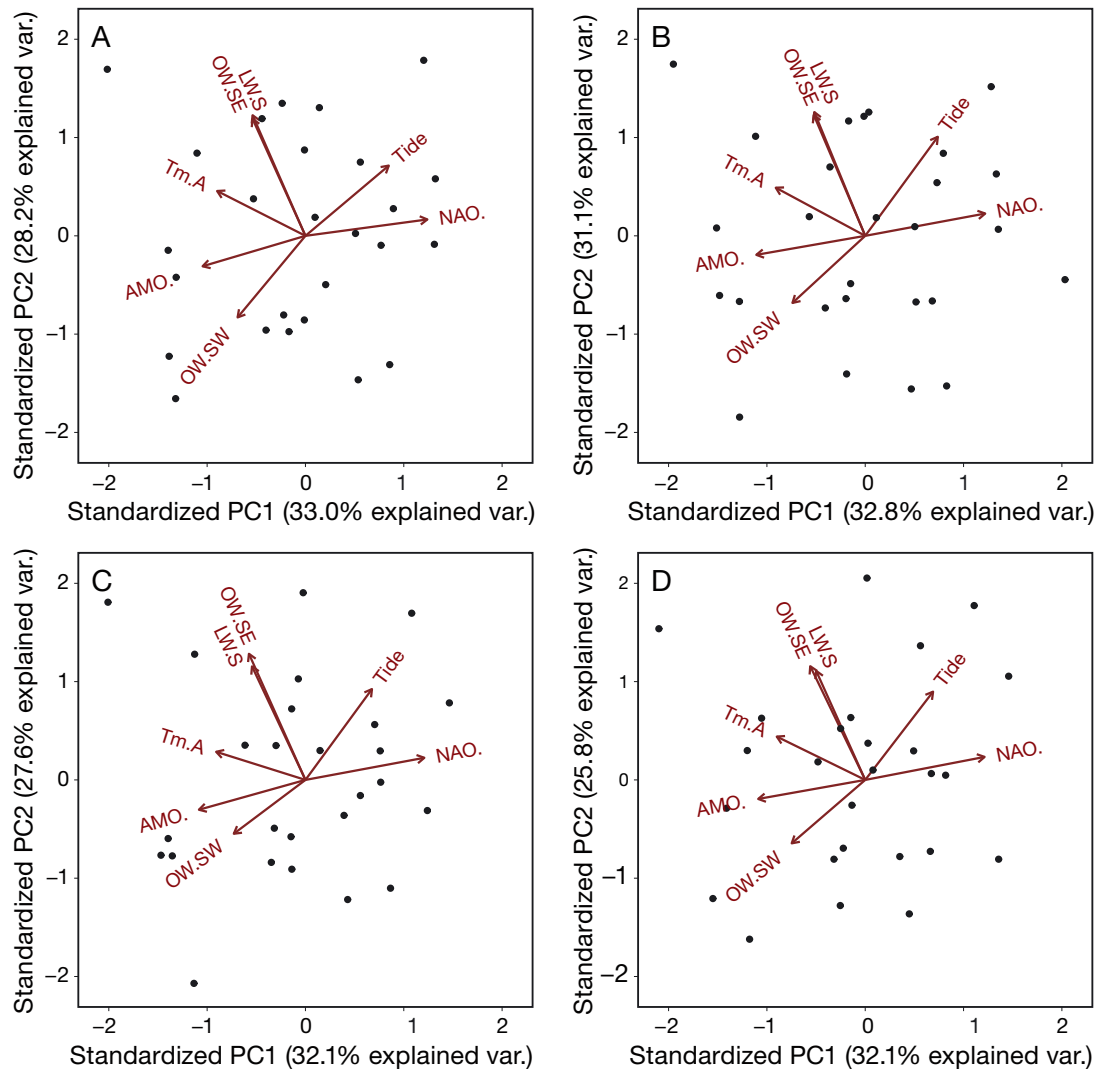 A
Standardized PC2 (28.2% explained var.)
2
1
0
−1
−2
LW.S
OW.SE
Tide
Tm.A
NAO.
AMO.
OW.SW
−2 −1 0 1 2
Standardized PC1 (33.0% explained var.)
B
Standardized PC2 (31.1% explained var.)
2
1
0
−1
−2
LW.S
OW.SE
Tide
Tm.A
NAO.
AMO.
OW.SW
−2 −1 0 1 2
Standardized PC1 (32.8% explained var.)
C
Standardized PC2 (27.6% explained var.)
2
1
0
−1
−2
OW.SE
LW.S
Tide
Tm.A
NAO.
AMO.
OW.SW
−2 −1 0 1 2
Standardized PC1 (32.1% explained var.)
D
Standardized PC2 (25.8% explained var.)
2
1
0
−1
−2
LW.S
OW.SE
Tide
Tm.A
NAO.
AMO.
OW.SW
−2 −1 0 1 2
Standardized PC1 (32.1% explained var.)